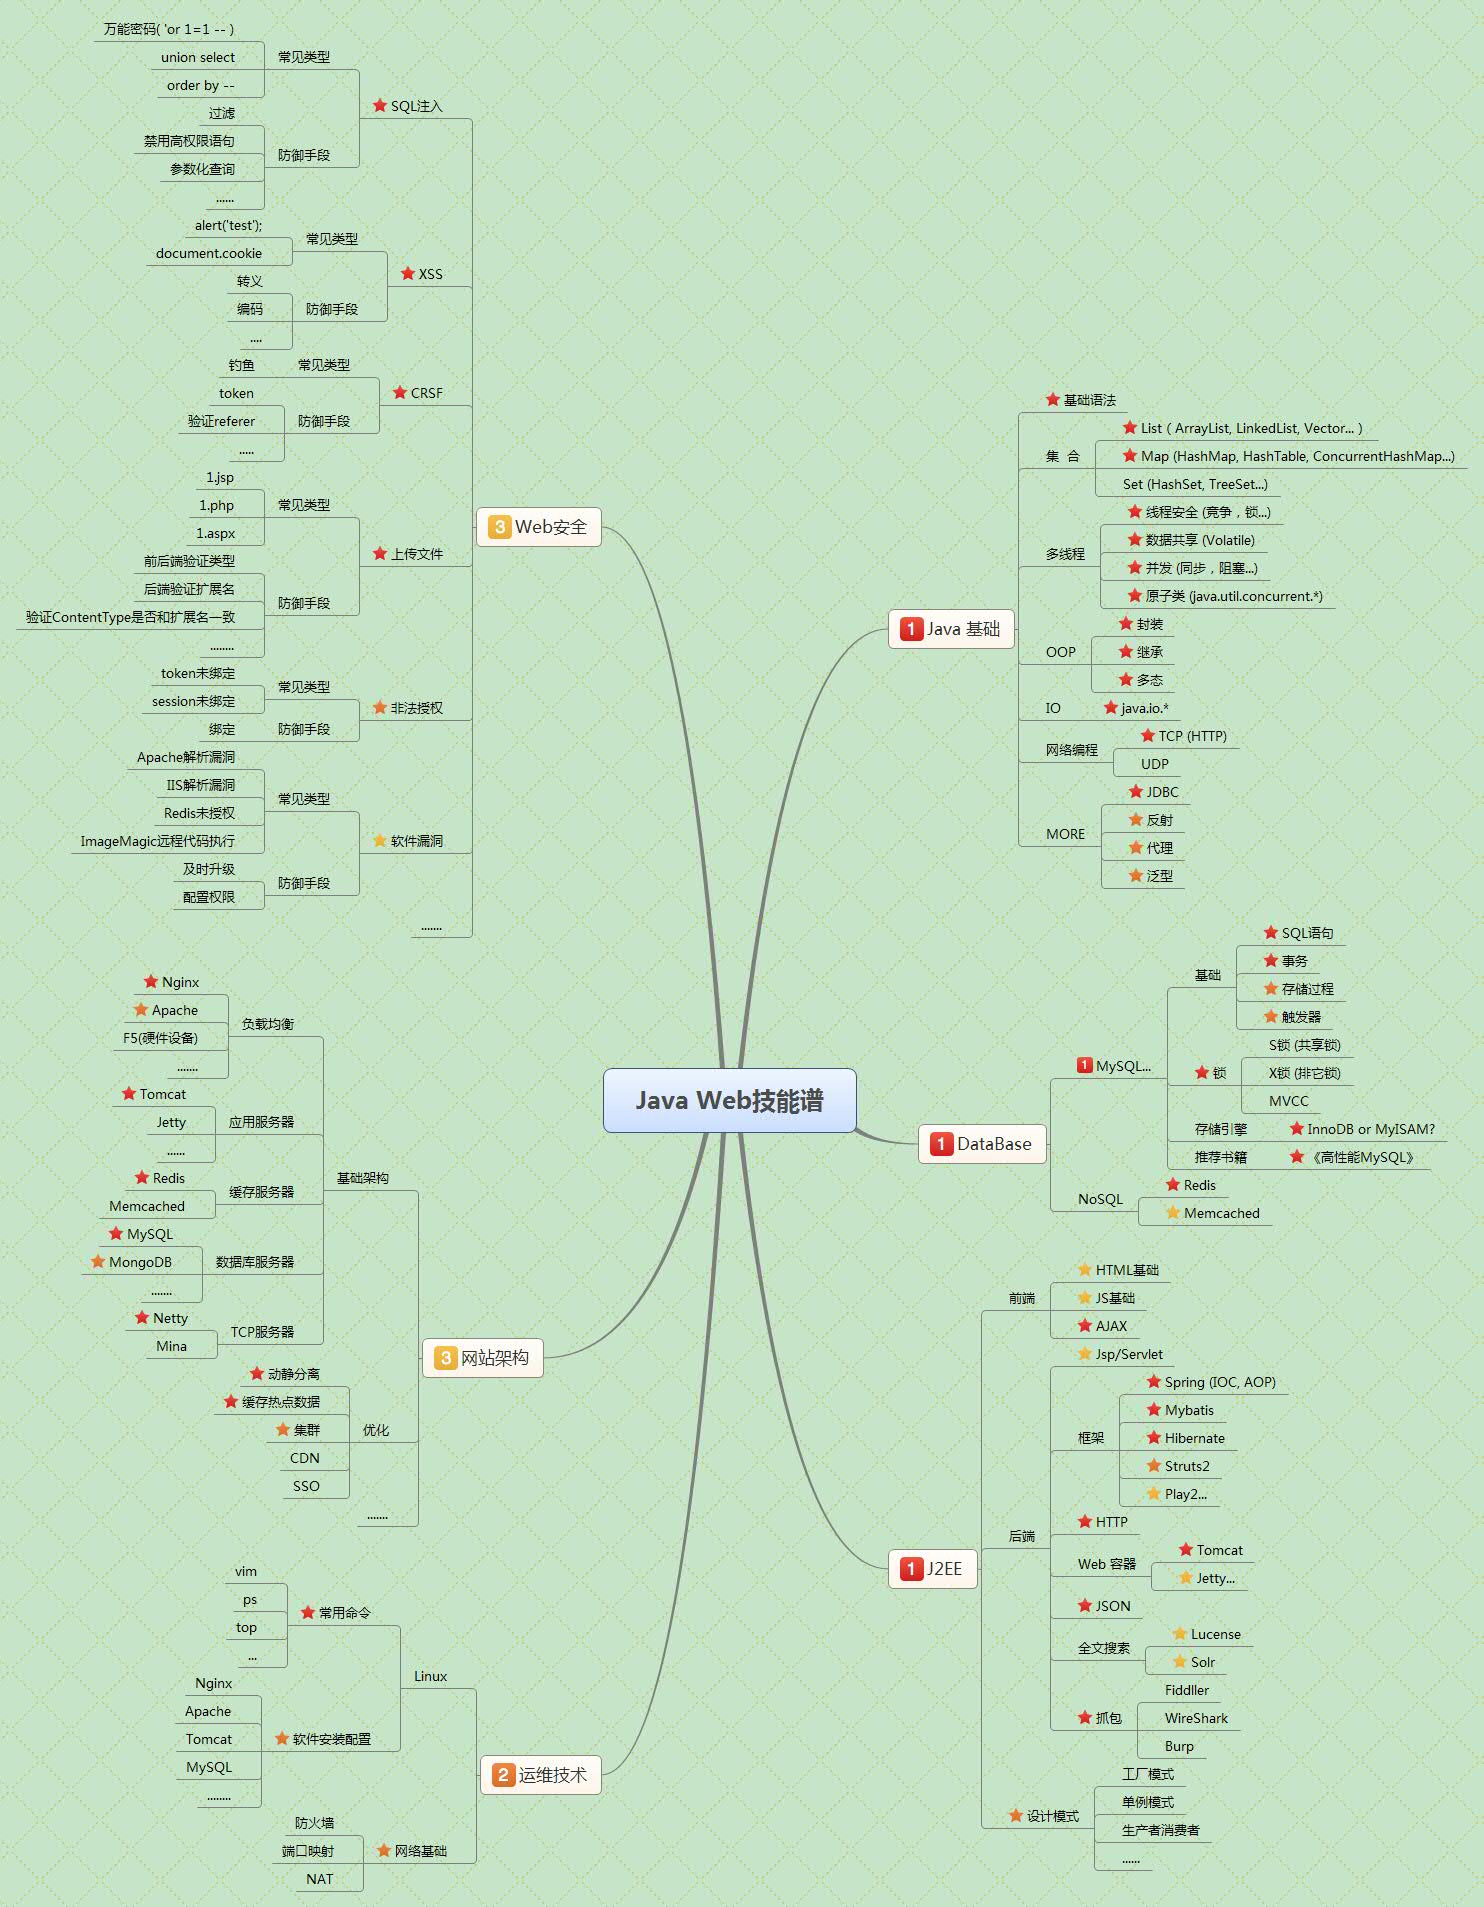 Java Web技能谱
1 Java 基础
基础语法
集 合
List ( ArrayList, LinkedList, Vector... )
Map (HashMap, HashTable, ConcurrentHashMap...)
Set (HashSet, TreeSet...)
多线程
线程安全 (竞争，锁...)
数据共享 (Volatile)
并发 (同步，阻塞...)
原子类 (java.util.concurrent.*)
OOP
封装
继承
多态
IO
java.io.*
网络编程
TCP (HTTP)
UDP
MORE
JDBC
反射
代理
泛型
1 DataBase
1 MySQL...
基础
SQL语句
事务
存储过程
触发器
锁
S锁 (共享锁)
X锁 (排它锁)
MVCC
存储引擎
InnoDB or MyISAM?
推荐书籍
《高性能MySQL》
NoSQL
Redis
Memcached
1 J2EE
前端
HTML基础
JS基础
AJAX
后端
Jsp/Servlet
框架
Spring (IOC, AOP)
Mybatis
Hibernate
Struts2
Play2...
HTTP
Web 容器
Tomcat
Jetty...
JSON
全文搜索
Lucense
Solr
抓包
Fiddller
WireShark
Burp
设计模式
工厂模式
单例模式
生产者消费者
......
3 Web安全
SQL注入
常见类型
万能密码( 'or 1=1 -- )
union select
order by --
防御手段
过滤
禁用高权限语句
参数化查询
......
XSS
常见类型
alert('test');
document.cookie
防御手段
转义
编码
....
CRSF
常见类型
钓鱼
防御手段
token
验证referer
.....
上传文件
常见类型
1.jsp
1.php
1.aspx
防御手段
前后端验证类型
后端验证扩展名
验证ContentType是否和扩展名一致
........
非法授权
常见类型
token未绑定
session未绑定
防御手段
绑定
软件漏洞
常见类型
Apache解析漏洞
IIS解析漏洞
Redis未授权
ImageMagic远程代码执行
防御手段
及时升级
配置权限
.......
3 网站架构
基础架构
负载均衡
Nginx
Apache
F5(硬件设备)
.......
应用服务器
Tomcat
Jetty
......
缓存服务器
Redis
Memcached
数据库服务器
MySQL
MongoDB
.......
TCP服务器
Netty
Mina
优化
动静分离
缓存热点数据
集群
CDN
SSO
.......
2 运维技术
Linux
常用命令
vim
ps
top
...
软件安装配置
Nginx
Apache
Tomcat
MySQL
........
网络基础
防火墙
端口映射
NAT